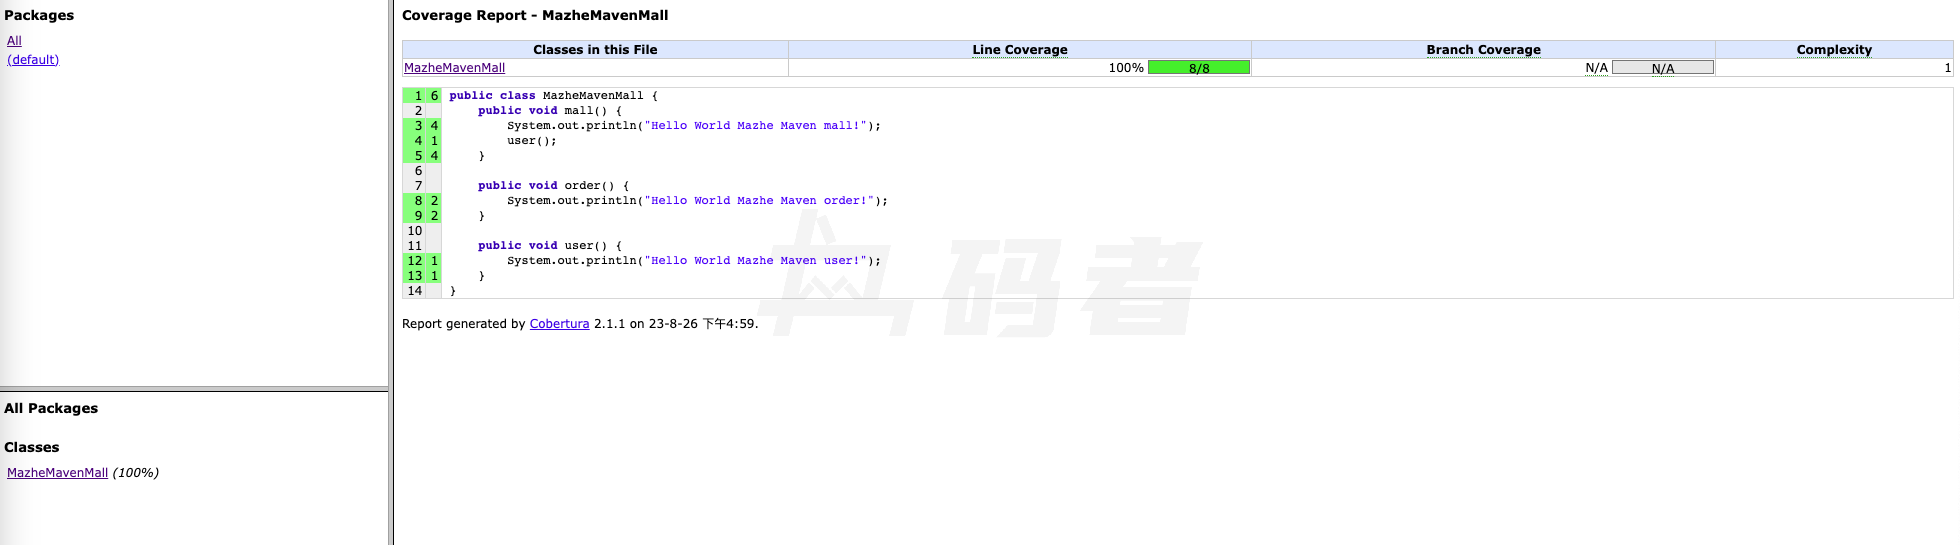 Packages
All
(default)
All Packages
Classes
MazheMavenMall (100%)
Coverage Report - MazheMavenMall
Classes in this File Line Coverage Branch Coverage Complexity
MazheMavenMall 100% 8/8 N/A N/A 1
1 6 public class MazheMavenMall {
2 public void mall() {
3 4 System.out.println("Hello World Mazhe Maven mall!");
4 1 user();
5 4 }
6
7 public void order() {
8 2 System.out.println("Hello World Mazhe Maven order!");
9 2 }
10
11 public void user() {
12 1 System.out.println("Hello World Mazhe Maven user!");
13 1 }
14 }
Report generated by Cobertura 2.1.1 on 23-8-26 下午4:59.
码者